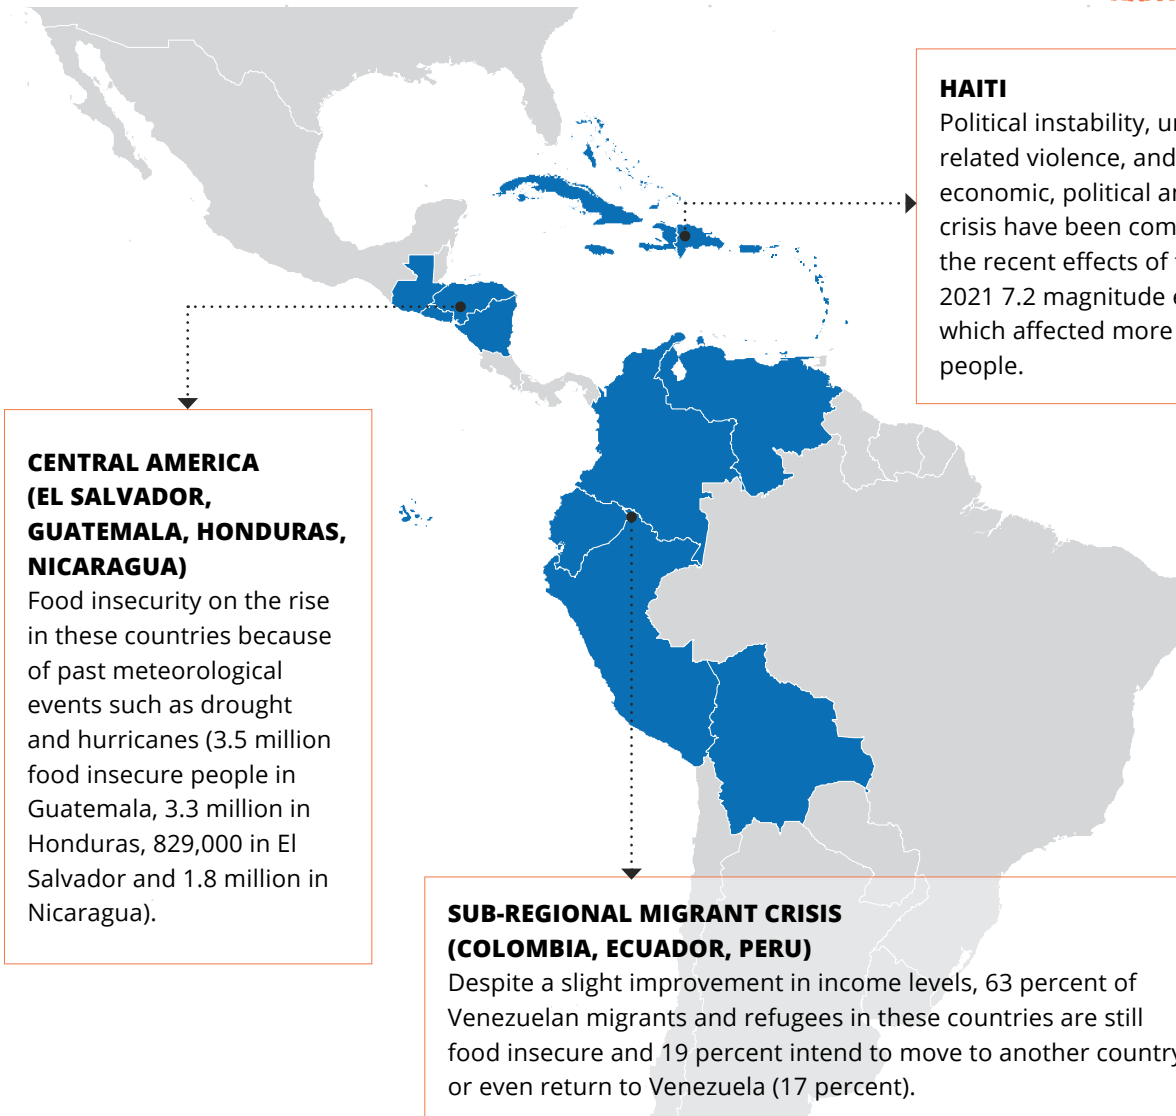 HAITI
Political instability,
related violence, and
economic, political
crisis have been
the recent effects of
2021 7.2 magnitude
which affected more
people.
CENTRAL AMERICA
(EL SALVADOR,
GUATEMALA, HONDURAS,
NICARAGUA)
Food insecurity on the rise
in these countries because
of past meteorological
events such as drought
and hurricanes (3.5 million
food insecure people in
Guatemala, 3.3 million in
Honduras, 829,000 in El
Salvador and 1.8 million in
Nicaragua).
SUB-REGIONAL MIGRANT CRISIS
(COLOMBIA, ECUADOR, PERU)
Despite a slight improvement in income levels, 63 percent of
Venezuelan migrants and refugees in these countries are still
food insecure and 19 percent intend to move to another country
or even return to Venezuela (17 percent).